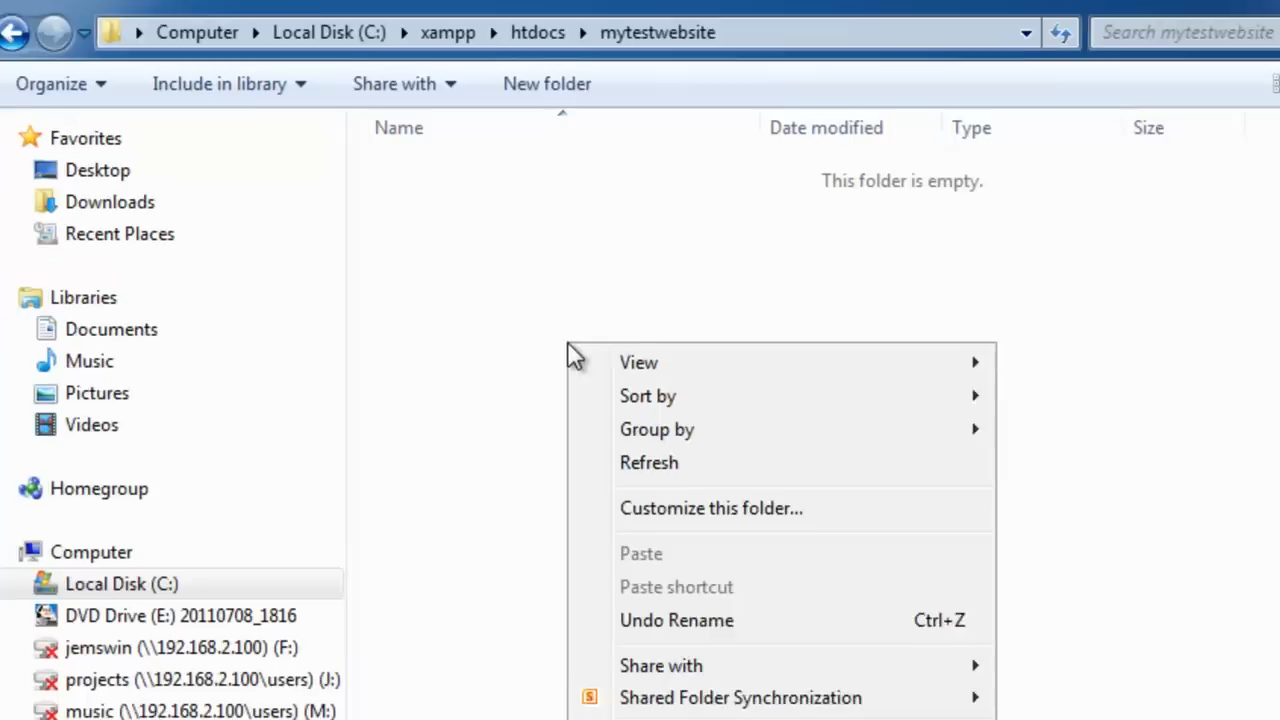 Computer Local Disk (C:) xampp htdocs mytestwebsite Search mytestwebsite
Organize Include in library Share with New folder
Name Date modified Type Size
This folder is empty.
Favorites
Desktop
Downloads
Recent Places
Libraries
Documents
Music
Pictures
Videos
Homegroup
Computer
Local Disk (C:)
DVD Drive (E:) 20110708_1816
jemswin (\\192.168.2.100) (F:)
projects (\\192.168.2.100\users) (J:)
music (\\192.168.2.100\users) (M:)
View
Sort by
Group by
Refresh
Customize this folder...
Paste
Paste shortcut
Undo Rename Ctrl+Z
Share with
S Shared Folder Synchronization